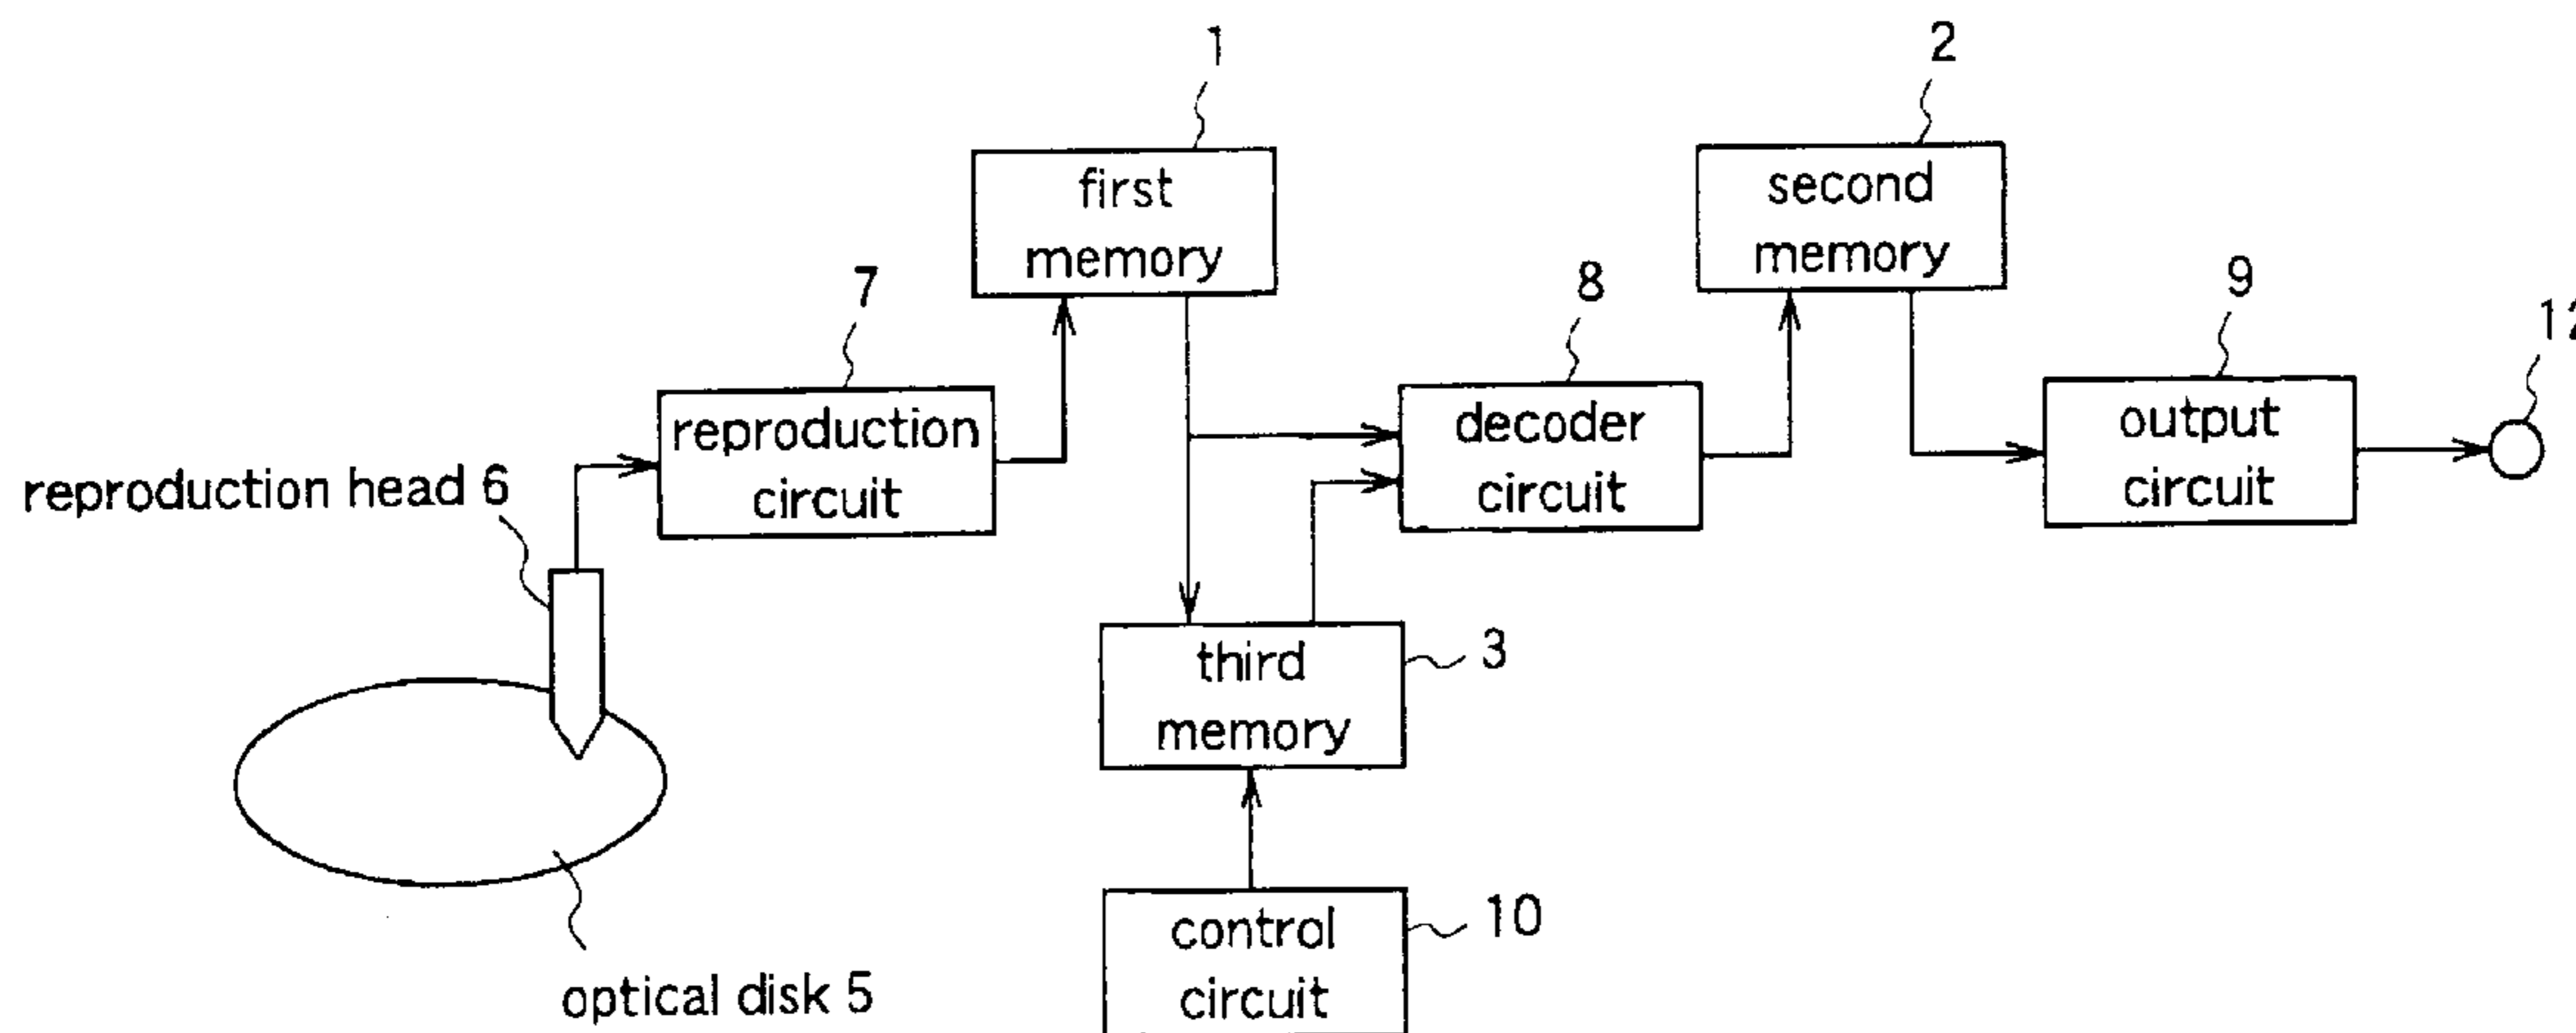 1
2
first
memory
second
memory
7
8
9
12
reproduction
circuit
decoder
circuit
output
circuit
reproduction head 6
third
memory
3
control
circuit
10
optical disk 5